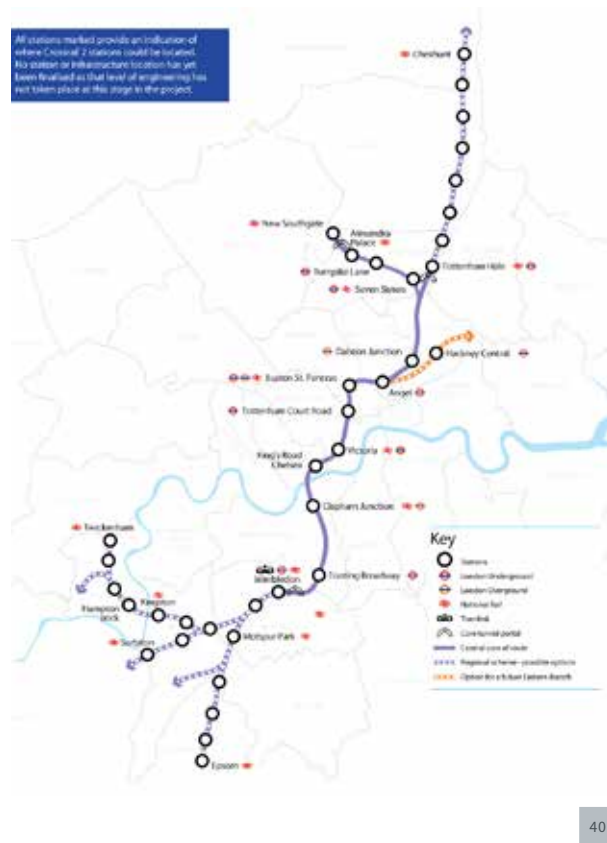 All stations marked provide an indication of
where Crossrail 2 stations could be located.
No station or infrastructure location has yet
been finalised as that level of engineering has
not taken place at this stage in the project.
Cheshunt
New Southgate
Alexandra
Palace
Turnpike Lane
Seven Sisters
Tottenham Hale
Dalston Junction
Hackney Central
Euston St. Pancras
Angel
Tottenham Court Road
King's Road
Chelsea
Victoria
Clapham Junction
Twickenham
Wimbledon
Tooting Broadway
Hampton
Wick
Kingston
Surbiton
Motspur Park
Epsom
Key
Stations
London Underground
London Overground
National Rail
Tramlink
portal
Central core of route
Regional scheme - possible options
Option for a future Eastern Branch
40